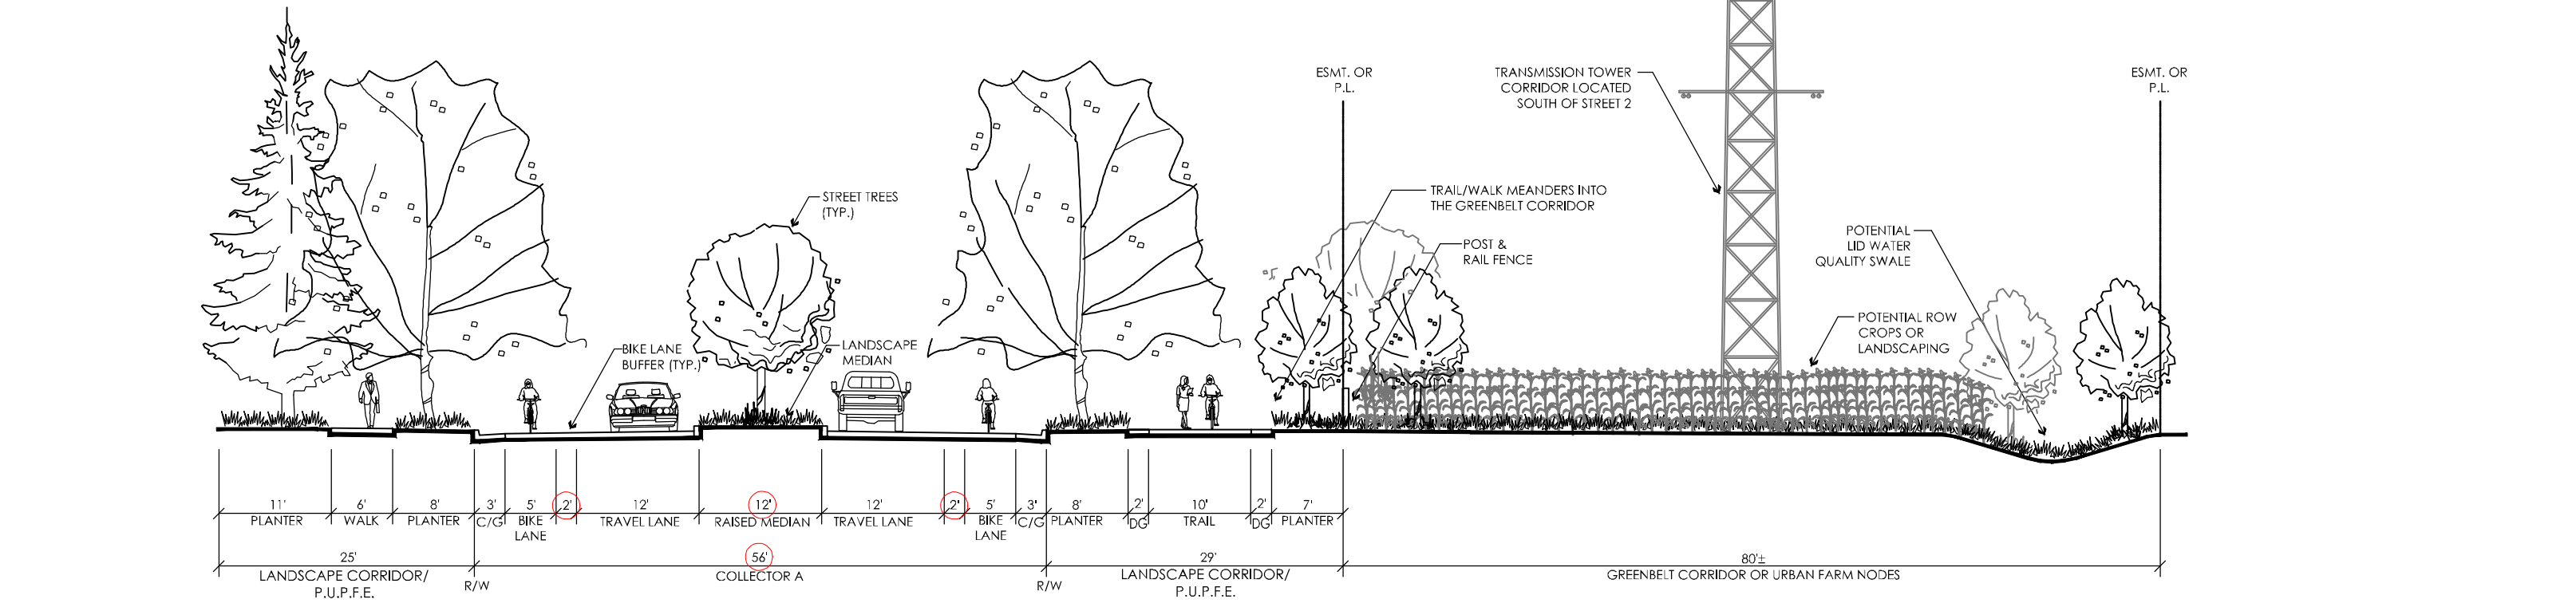 ESMT. OR
P.L.
TRANSMISSION TOWER
CORRIDOR LOCATED
SOUTH OF STREET 2
ESMT. OR
P.L.
STREET TREES
(TYP.)
TRAIL/WALK MEANDERS INTO
THE GREENBELT CORRIDOR
POST &
RAIL FENCE
POTENTIAL
LID WATER
QUALITY SWALE
BIKE LANE
BUFFER (TYP.)
LANDSCAPE
MEDIAN
POTENTIAL ROW
CROPS OR
LANDSCAPING
11' 6' 8' 3' 5' 2' 12' 12' 12' 2' 5' 3' 8' 2' 10' 2' 7'
PLANTER WALK PLANTER C/G BIKE TRAVEL LANE RAISED MEDIAN TRAVEL LANE BIKE C/G PLANTER DG TRAIL DG PLANTER
LANE LANE
25' 56' 29' 80'±
LANDSCAPE CORRIDOR/ R/W COLLECTOR A R/W LANDSCAPE CORRIDOR/ GREENBELT CORRIDOR OR URBAN FARM NODES
P.U.P.F.E. P.U.P.F.E.